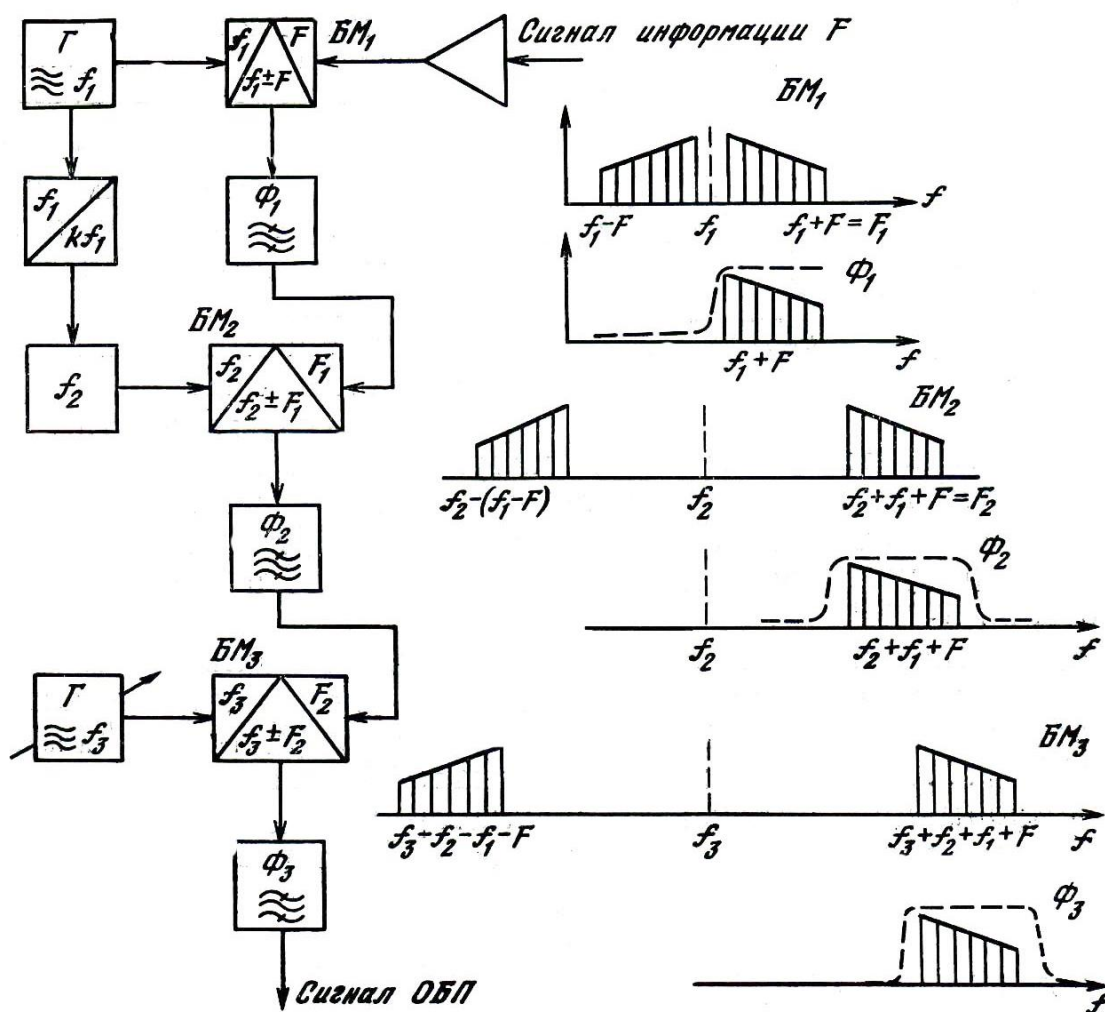 Г
f₁
f₁ F
f₁±F
БМ₁
Сигнал информации F
f₁
kf₁
Ф₁
БМ₁
f₁-F
f₁
f₁+F=F₁
f
Ф₁
f₁+F
f
БМ₂
f₂
f₂ F₁
f₂±F₁
БМ₂
f₂-(f₁-F)
f₂
f₂+f₁+F=F₂
Ф₂
Ф₂
f₂
f₂+f₁+F
f
БМ₃
Г
f₃
f₃ F₂
f₃±F₂
БМ₃
f₃-f₂-f₁-F
f₃
f₃+f₂+f₁+F
f
Ф₃
Ф₃
f
Сигнал ОБП